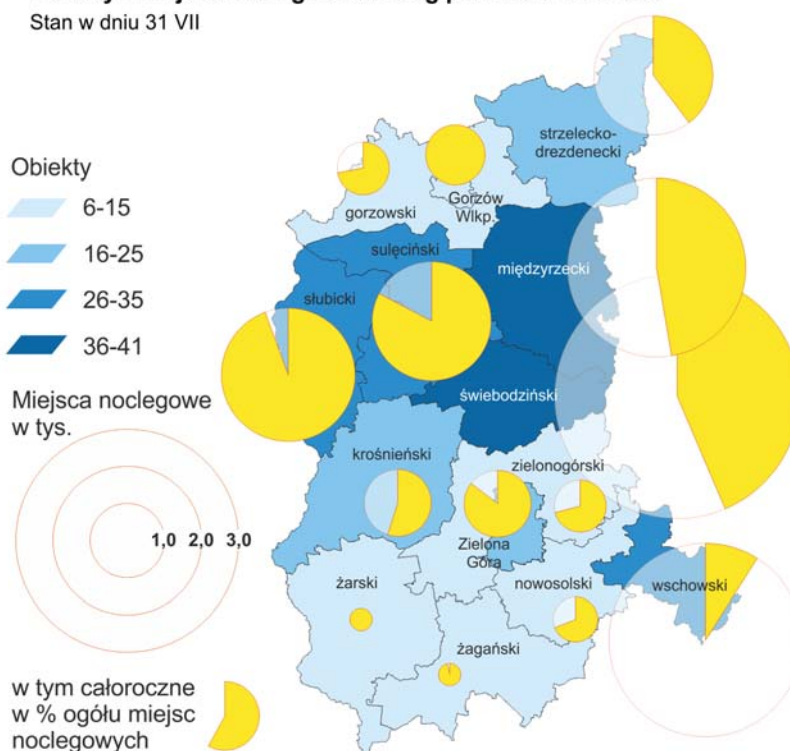 Stan w dniu 31 VII
strzelecko-
drezdenecki
Obiekty
6-15
16-25
26-35
36-41
gorzowski
Gorzów
Wlkp.
sulęciński
międzyrzecki
słubicki
świebodziński
Miejsca noclegowe
w tys.
1,0
2,0
3,0
krośnieński
zielonogórski
Zielona
Góra
żarski
nowosolski
wschowski
żagański
w tym całoroczne
w % ogółu miejsc
noclegowych